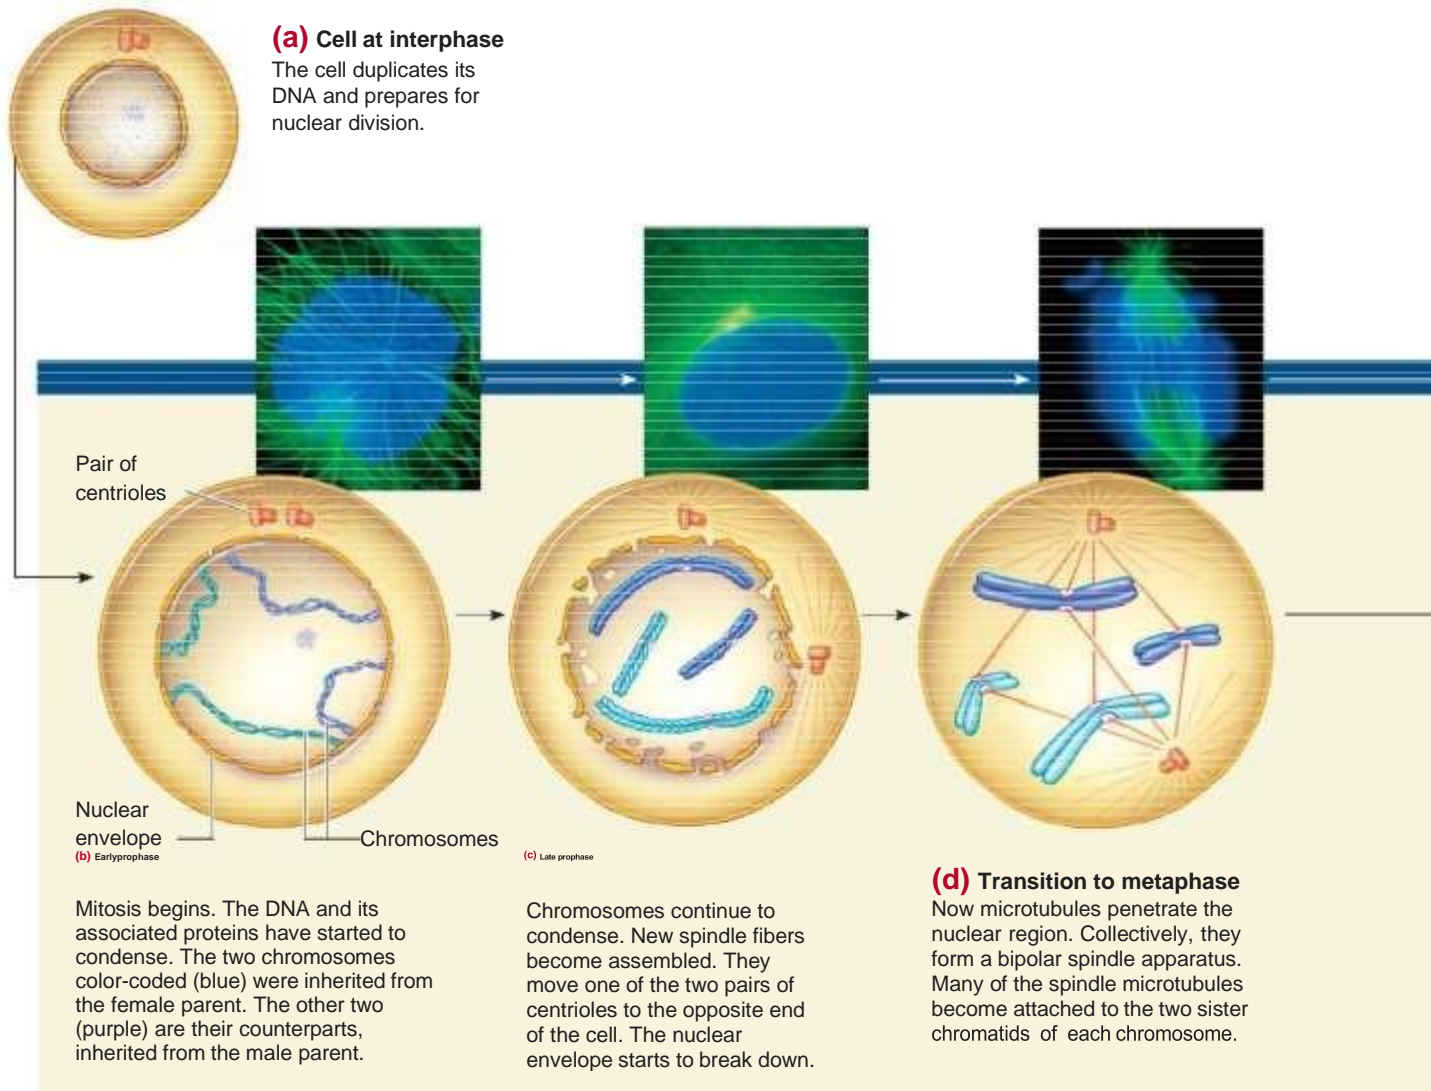 (a) Cell at interphase
The cell duplicates its
DNA and prepares for
nuclear division.
Pair of
centrioles
Nuclear
envelope
Chromosomes
(b) Earlyprophase
Mitosis begins. The DNA and its
associated proteins have started to
condense. The two chromosomes
color-coded (blue) were inherited from
the female parent. The other two
(purple) are their counterparts,
inherited from the male parent.
(c) Late prophase
Chromosomes continue to
condense. New spindle fibers
become assembled. They
move one of the two pairs of
centrioles to the opposite end
of the cell. The nuclear
envelope starts to break down.
(d) Transition to metaphase
Now microtubules penetrate the
nuclear region. Collectively, they
form a bipolar spindle apparatus.
Many of the spindle microtubules
become attached to the two sister
chromatids of each chromosome.